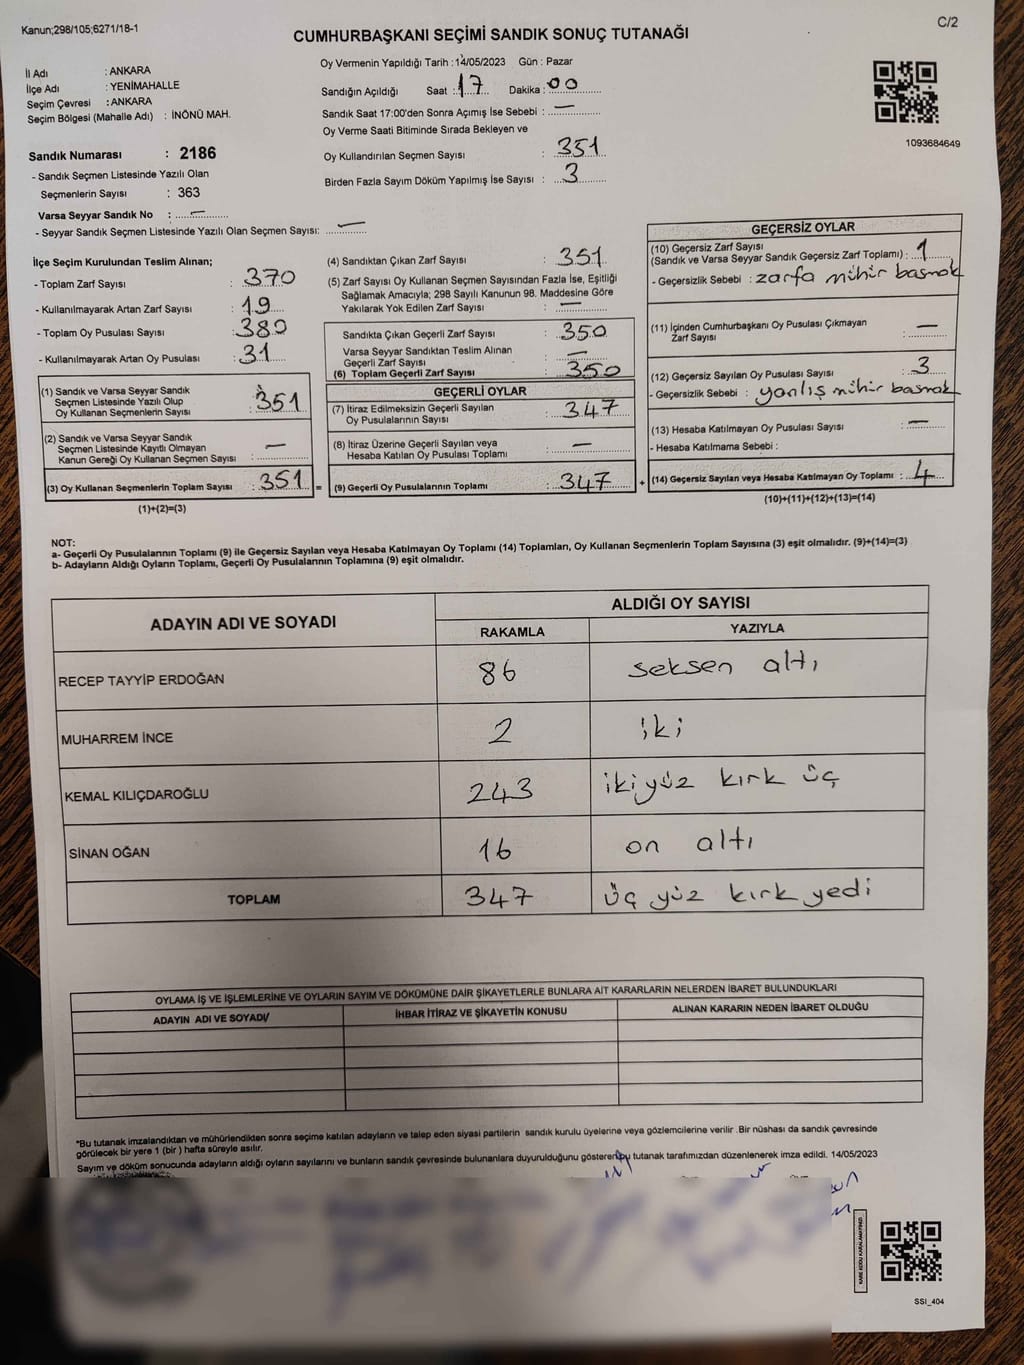 Kanun;298/105;6271/18-1
C/2
CUMHURBAŞKANI SEÇİMİ SANDIK SONUÇ TUTANAĞI
İl Adı : ANKARA
İlçe Adı : YENİMAHALLE
Seçim Çevresi : ANKARA
Seçim Bölgesi (Mahalle Adı) : İNÖNÜ MAH.
Oy Vermenin Yapıldığı Tarih : 14/05/2023 Gün : Pazar
Sandığın Açıldığı Saat : 17 Dakika : 00
Sandık Saat 17:00'den Sonra Açımış İse Sebebi : —
Oy Verme Saati Bitiminde Sırada Bekleyen ve
Oy Kullandırılan Seçmen Sayısı : 351
Birden Fazla Sayım Döküm Yapılmış İse Sayısı : 3
1093684649
Sandık Numarası : 2186
- Sandık Seçmen Listesinde Yazılı Olan
Seçmenlerin Sayısı : 363
Varsa Seyyar Sandık No : —
- Seyyar Sandık Seçmen Listesinde Yazılı Olan Seçmen Sayısı: —
İlçe Seçim Kurulundan Teslim Alınan;
- Toplam Zarf Sayısı : 370
- Kullanılmayarak Artan Zarf Sayısı : 19
- Toplam Oy Pusulası Sayısı : 380
- Kullanılmayarak Artan Oy Pusulası : 31
(1) Sandık ve Varsa Seyyar Sandık
Seçmen Listesinde Yazılı Olup
Oy Kullanan Seçmenlerin Sayısı : 351
(2) Sandık ve Varsa Seyyar Sandık
Seçmen Listesinde Kayıtlı Olmayan
Kanun Gereği Oy Kullanan Seçmen Sayısı : —
(3) Oy Kullanan Seçmenlerin Toplam Sayısı : 351 =
(1)+(2)=(3)
(4) Sandıktan Çıkan Zarf Sayısı : 351
(5) Zarf Sayısı Oy Kullanan Seçmen Sayısından Fazla İse, Eşitliği
Sağlamak Amacıyla; 298 Sayılı Kanunun 98. Maddesine Göre
Yakılarak Yok Edilen Zarf Sayısı : —
Sandıkta Çıkan Geçerli Zarf Sayısı : 350
Varsa Seyyar Sandıktan Teslim Alınan
Geçerli Zarf Sayısı : —
(6) Toplam Geçerli Zarf Sayısı : 350
GEÇERLİ OYLAR
(7) İtiraz Edilmeksizin Geçerli Sayılan
Oy Pusulalarının Sayısı : 347
(8) İtiraz Üzerine Geçerli Sayılan veya
Hesaba Katılan Oy Pusulası Toplamı : —
(9) Geçerli Oy Pusulalarının Toplamı : 347 +
GEÇERSİZ OYLAR
(10) Geçersiz Zarf Sayısı
(Sandık ve Varsa Seyyar Sandık Geçersiz Zarf Toplamı) : 1
- Geçersizlik Sebebi : zarfa mihir basmak
(11) İçinden Cumhurbaşkanı Oy Pusulası Çıkmayan
Zarf Sayısı : —
(12) Geçersiz Sayılan Oy Pusulası Sayısı : 3
- Geçersizlik Sebebi : yanlış mihir basmak
(13) Hesaba Katılmayan Oy Pusulası Sayısı : —
- Hesaba Katılmama Sebebi :
(14) Geçersiz Sayılan veya Hesaba Katılmayan Oy Toplamı : 4
(10)+(11)+(12)+(13)=(14)
NOT:
a- Geçerli Oy Pusulalarının Toplamı (9) ile Geçersiz Sayılan veya Hesaba Katılmayan Oy Toplamı (14) Toplamları, Oy Kullanan Seçmenlerin Toplam Sayısına (3) eşit olmalıdır. (9)+(14)=(3)
b- Adayların Aldığı Oyların Toplamı, Geçerli Oy Pusulalarının Toplamına (9) eşit olmalıdır.
ADAYIN ADI VE SOYADI ALDIĞI OY SAYISI
RAKAMLA YAZIYLA
RECEP TAYYİP ERDOĞAN 86 seksen altı
MUHARREM İNCE 2 iki
KEMAL KILIÇDAROĞLU 243 ikiyüz kırk üç
SİNAN OĞAN 16 on altı
TOPLAM 347 üç yüz kırk yedi
OYLAMA İŞ VE İŞLEMLERİNE VE OYLARIN SAYIM VE DÖKÜMÜNE DAİR ŞİKAYETLERLE BUNLARA AİT KARARLARIN NELERDEN İBARET BULUNDUKLARI
ADAYIN ADI VE SOYADI İHBAR İTİRAZ VE ŞİKAYETİN KONUSU ALINAN KARARIN NEDEN İBARET OLDUĞU
*Bu tutanak imzalandıktan ve mühürlendikten sonra seçime katılan adayların ve talep eden siyasi partilerin sandık kurulu üyelerine veya gözlemcilerine verilir .Bir nüshası da sandık çevresinde
görülecek bir yere 1 (bir ) hafta süreyle asılır.
Sayım ve döküm sonucunda adayların aldığı oyların sayılarını ve bunların sandık çevresinde bulunanlara duyurulduğunu gösteren bu tutanak tarafımızdan düzenlenerek imza edildi. 14/05/2023
KARE KODU KARALAMAYINIZ
SSİ_404